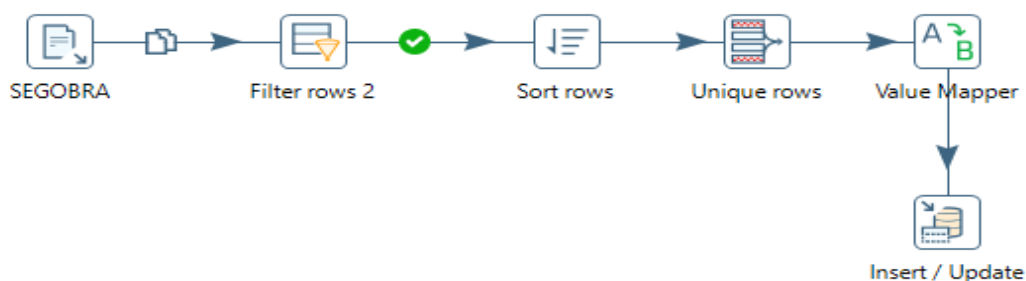 SEGOBRA
Filter rows 2
Sort rows
Unique rows
A
B
Value Mapper
Insert / Update